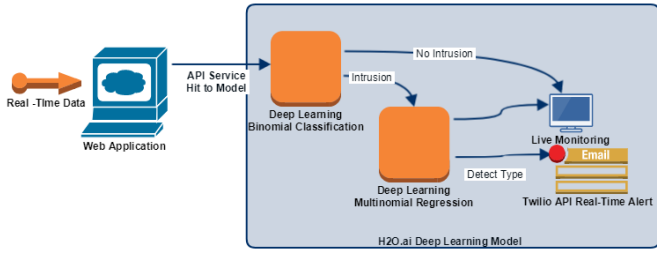 Real -TIme Data
Web Application
API Service
Hit to Model
Deep Learning
Binomial Classification
No Intrusion
Intrusion
Deep Learning
Multinomial Regression
Detect Type
Live Monitoring
Email
Twilio API Real-Time Alert
H2O.ai Deep Learning Model